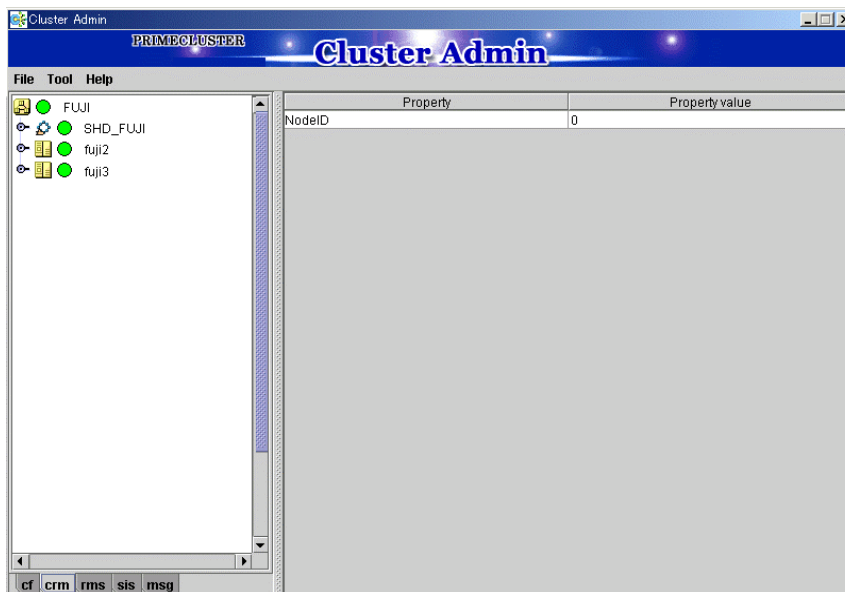 Cluster Admin
PRIMECLUSTER
Cluster Admin
File Tool Help
FUJI
SHD_FUJI
fuji2
fuji3
Property Property value
NodeID 0
cf crm rms sis msg